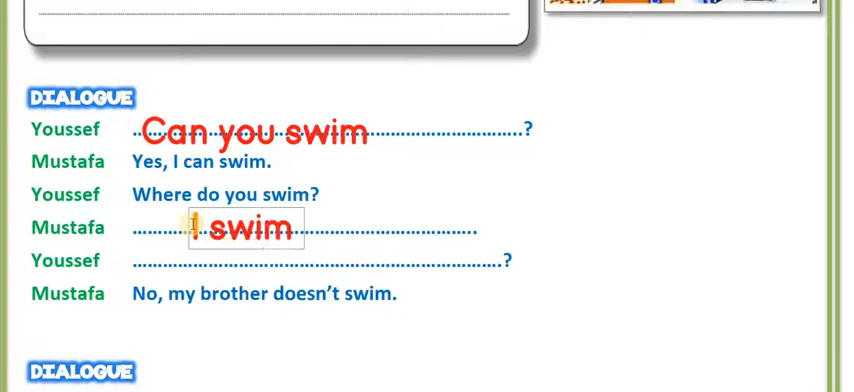 DIALOGUE
Youssef ……Can you swim……………………..?
Mustafa Yes, I can swim.
Youssef Where do you swim?
Mustafa ………I swim……………………..
Youssef …………………………………………………….?
Mustafa No, my brother doesn't swim.
DIALOGUE